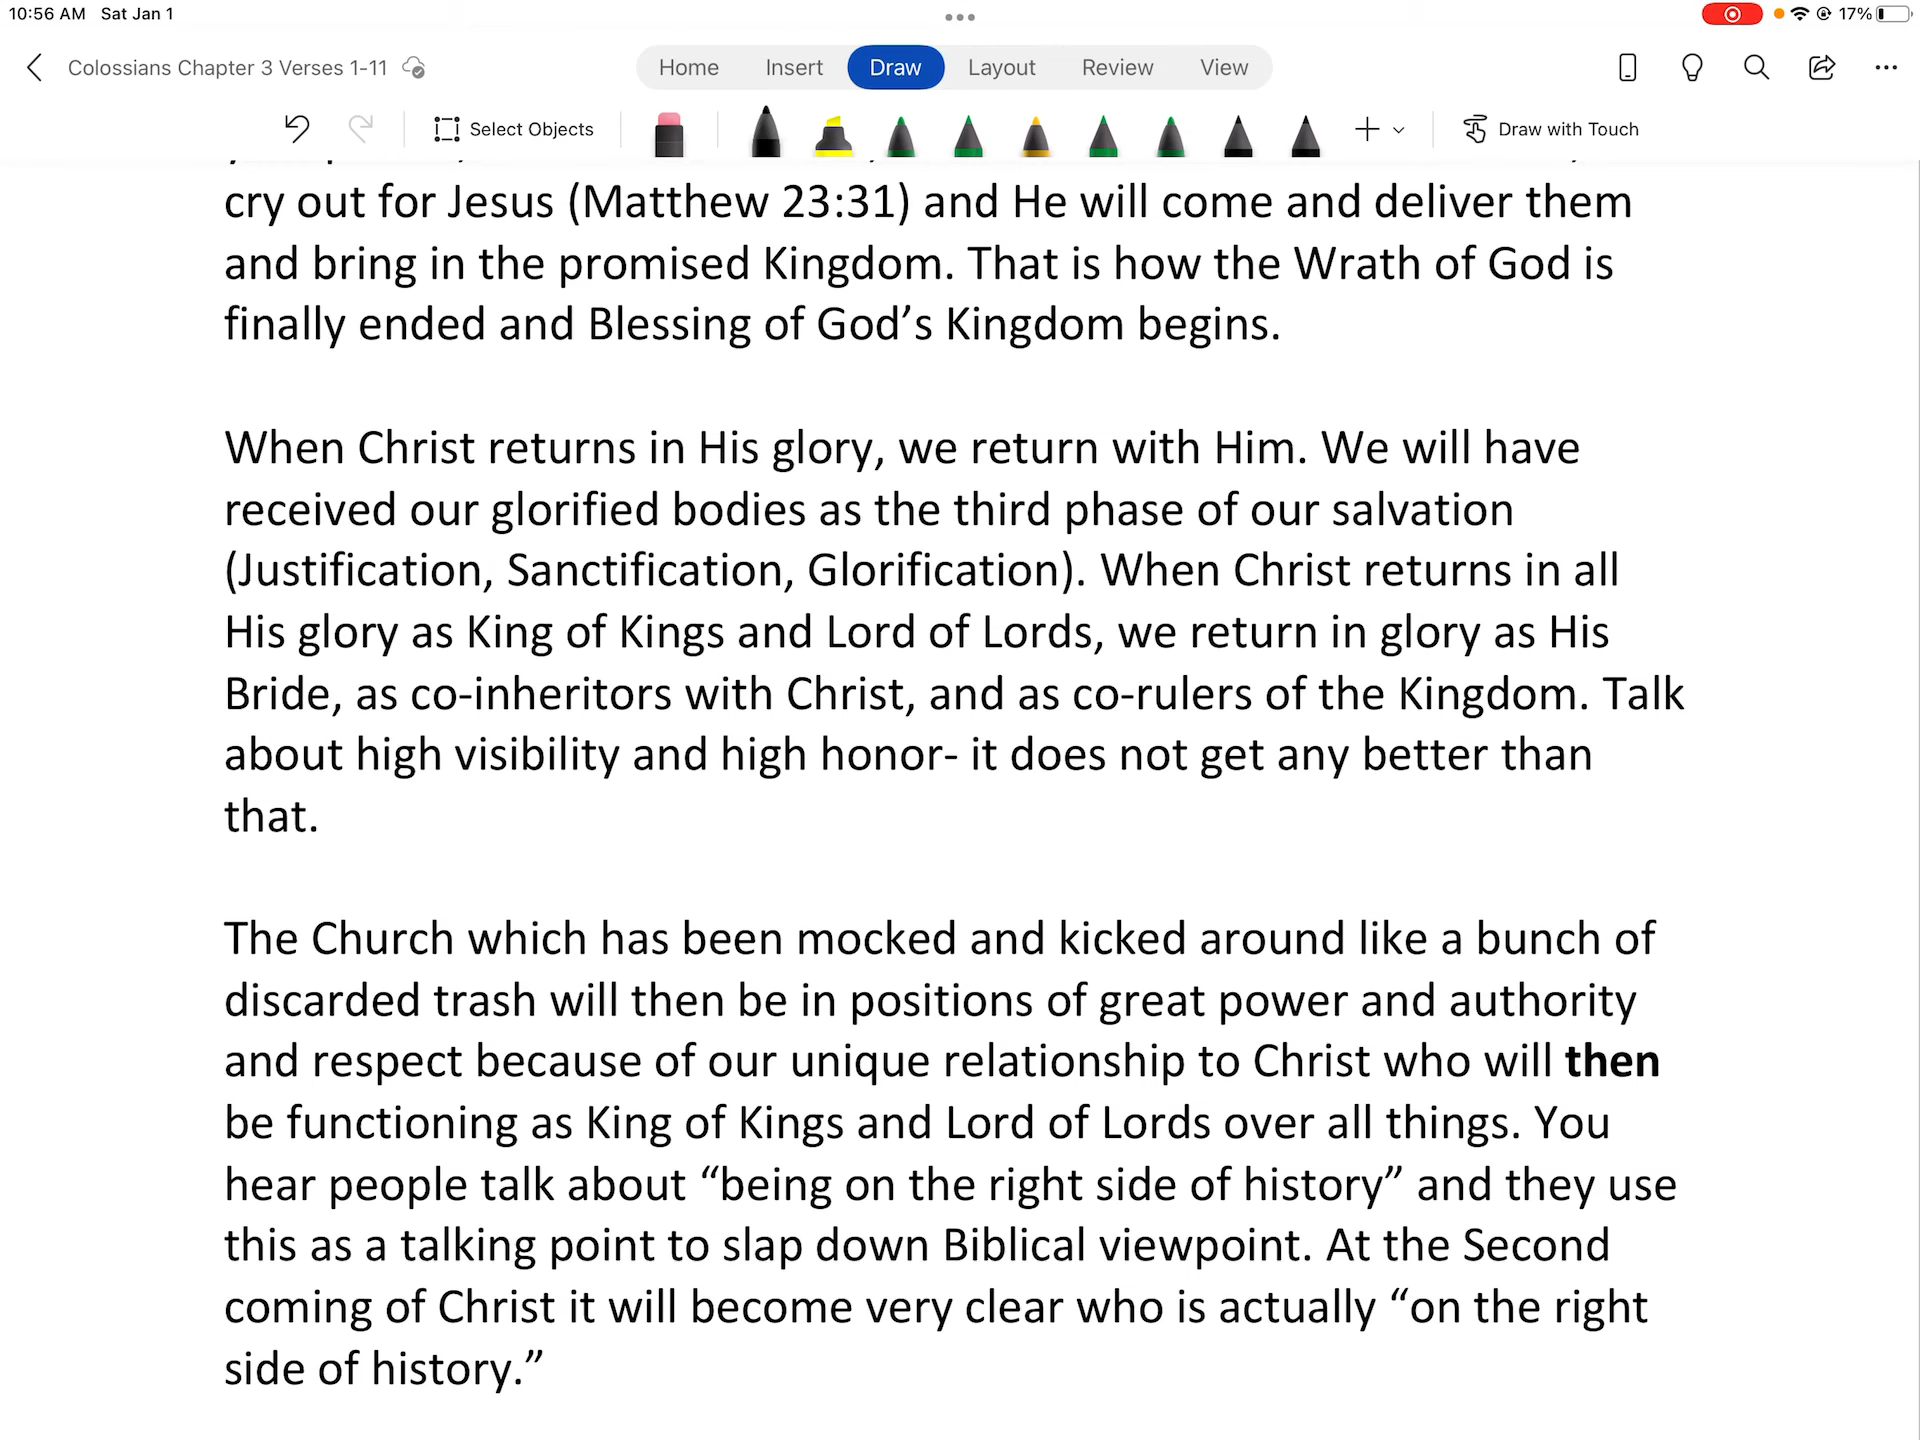 10:56 AM Sat Jan 1
17%
Colossians Chapter 3 Verses 1-11
Home Insert Draw Layout Review View
Select Objects
Draw with Touch
cry out for Jesus (Matthew 23:31) and He will come and deliver them
and bring in the promised Kingdom. That is how the Wrath of God is
finally ended and Blessing of God’s Kingdom begins.
When Christ returns in His glory, we return with Him. We will have
received our glorified bodies as the third phase of our salvation
(Justification, Sanctification, Glorification). When Christ returns in all
His glory as King of Kings and Lord of Lords, we return in glory as His
Bride, as co-inheritors with Christ, and as co-rulers of the Kingdom. Talk
about high visibility and high honor- it does not get any better than
that.
The Church which has been mocked and kicked around like a bunch of
discarded trash will then be in positions of great power and authority
and respect because of our unique relationship to Christ who will then
be functioning as King of Kings and Lord of Lords over all things. You
hear people talk about “being on the right side of history” and they use
this as a talking point to slap down Biblical viewpoint. At the Second
coming of Christ it will become very clear who is actually “on the right
side of history.”